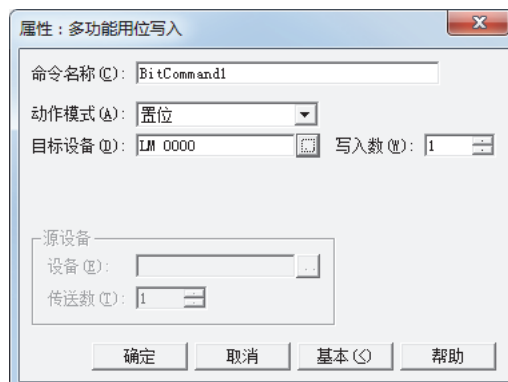 属性：多功能用位写入
命令名称(C)： BitCommand1
动作模式(A)： 置位
目标设备(D)： LM 0000 写入数(W)： 1
源设备
设备(E)：
传送数(T)： 1
确定 取消 基本(<) 帮助